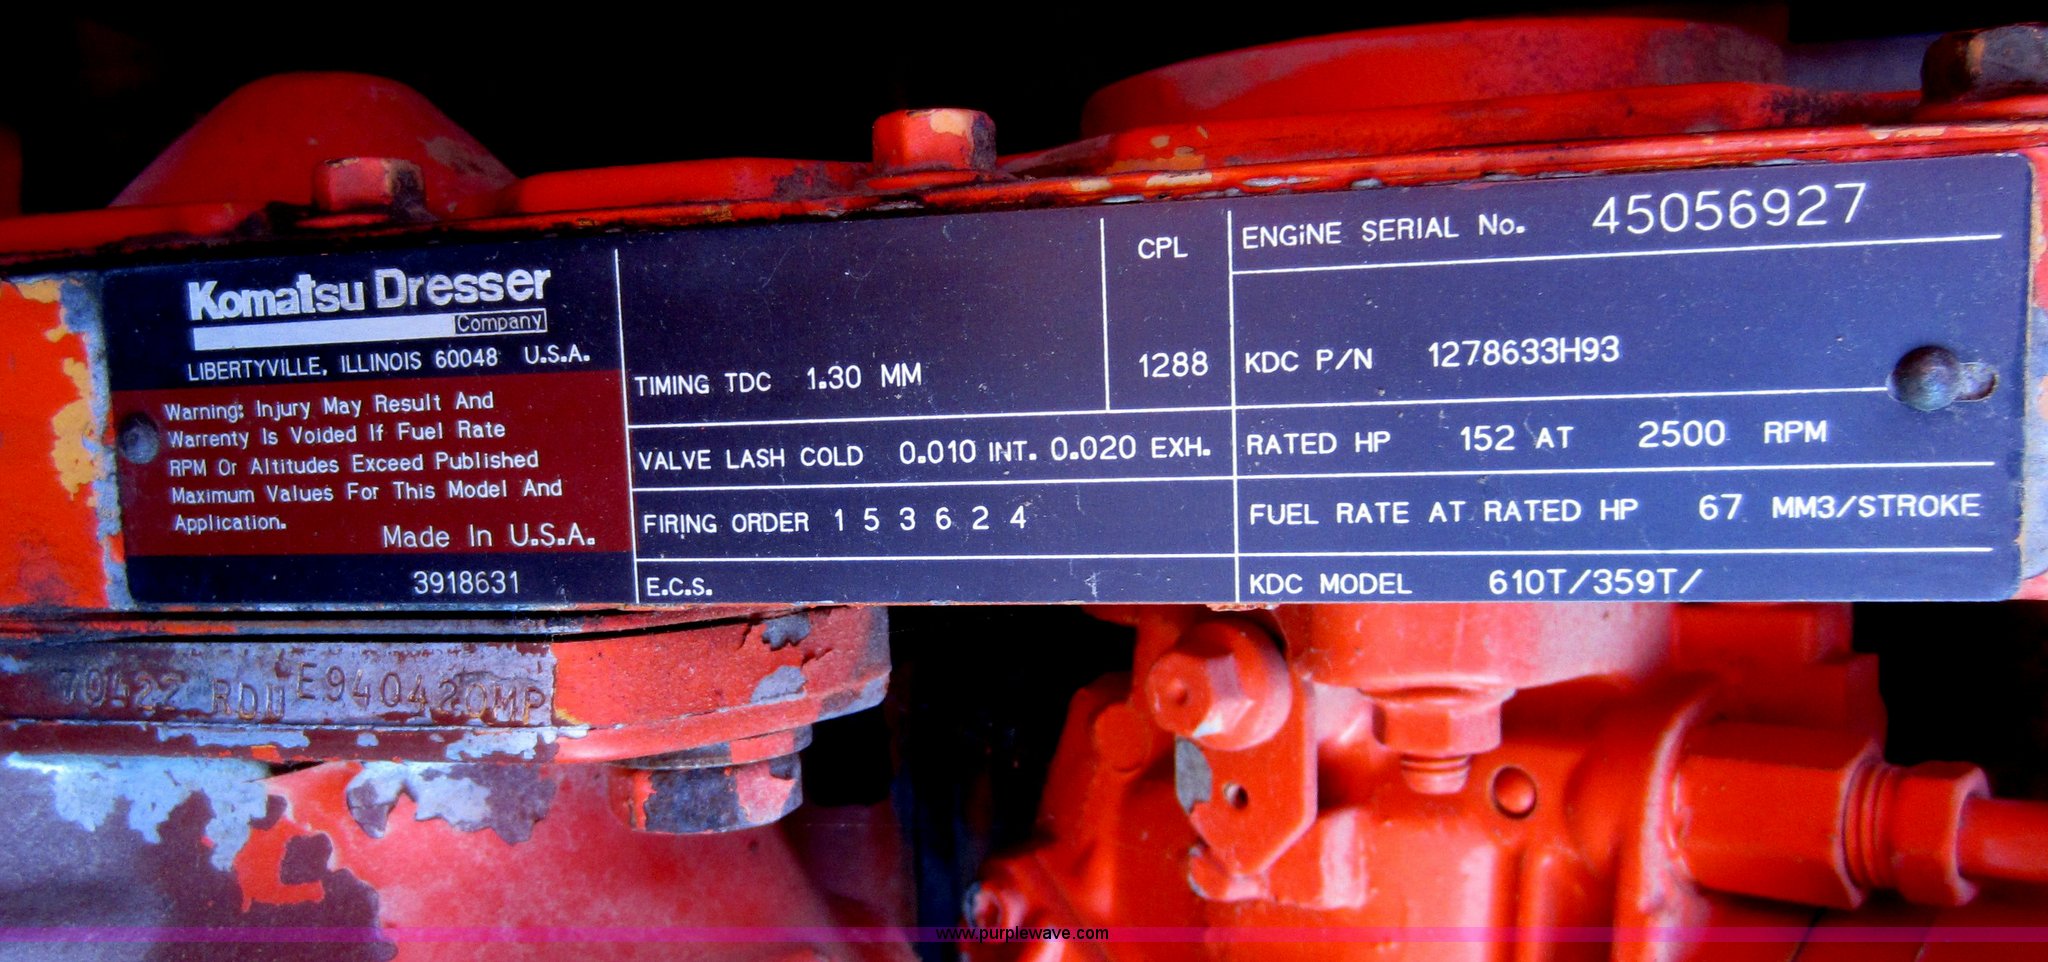 Komatsu Dresser
Company
LIBERTYVILLE, ILLINOIS 60048 U.S.A.
Warning: Injury May Result And
Warrenty Is Voided If Fuel Rate
RPM Or Altitudes Exceed Published
Maximum Values For This Model And
Application.
Made In U.S.A.
3918631
TIMING TDC 1.30 MM
CPL
1288
VALVE LASH COLD 0.010 INT. 0.020 EXH.
FIRING ORDER 1 5 3 6 2 4
E.C.S.
ENGiNE SERIAL No. 45056927
KDC P/N 1278633H93
RATED HP 152 AT 2500 RPM
FUEL RATE AT RATED HP 67 MM3/STROKE
KDC MODEL 610T/359T/
E940420MP
www.purplewave.com